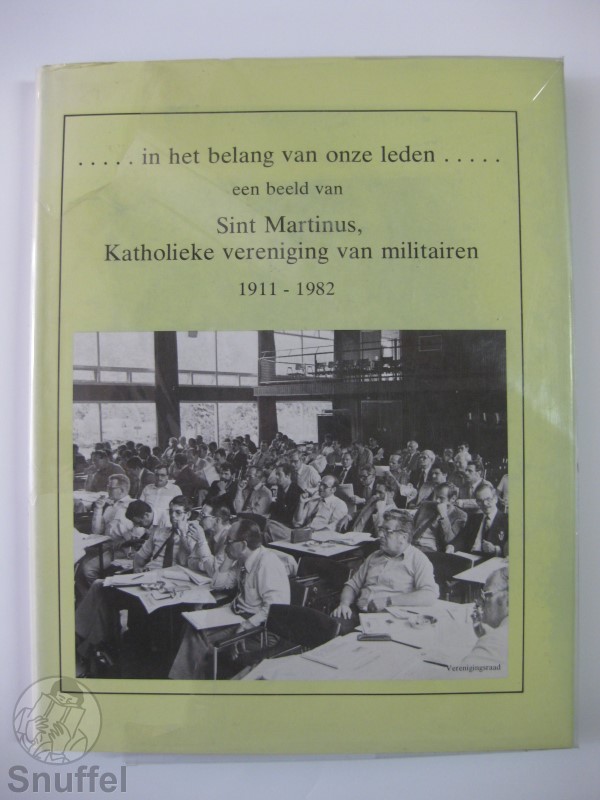 ..... in het belang van onze leden .....
een beeld van
Sint Martinus,
Katholieke vereniging van militairen
1911 - 1982
Verenigingsraad
Snuffel